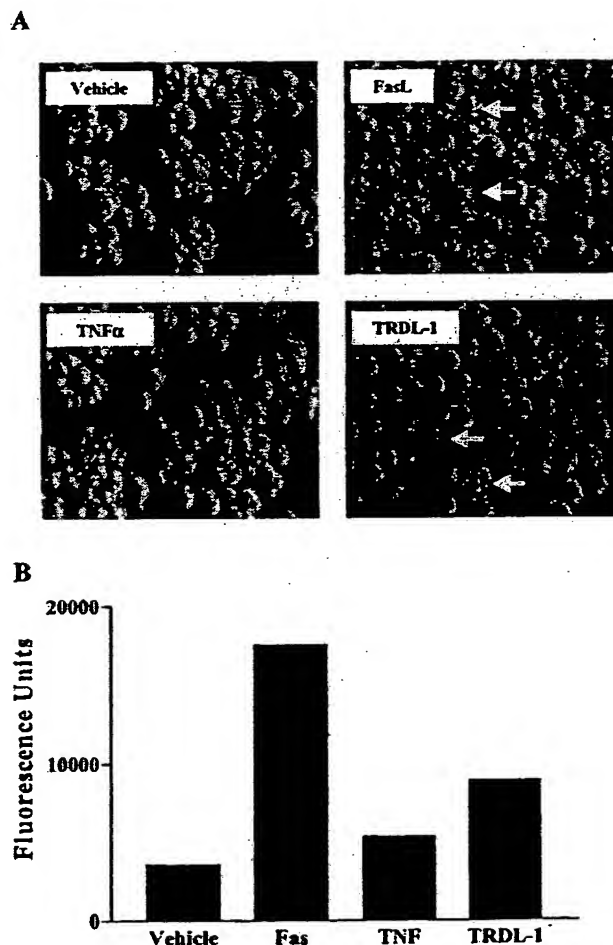 A
Vehicle
FasL
TNFα
TRDL-1
B
20000
10000
0
Fluorescence Units
Vehicle Fas TNF TRDL-1